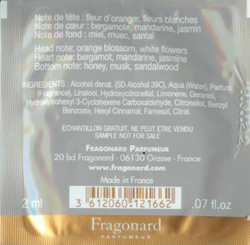 Note de tête : fleur d'oranger, fleurs blanches
Note de cœur : bergamote, mandarine, jasmin
Note de fond : miel, musc, santal
Head note: orange blossom, white flowers
Heart note: bergamot, mandarin, jasmin
Bottom note: honey, musk, sandalwood
INGREDIENTS : Alcohol denat. (SD Alcohol 39C), Aqua (Water), Parfum
(Fragrance), Linalool, Hydroxycitronellal, Limonene, Geraniol,
Hydroxyisohexyl 3-Cyclohexene Carboxaldehyde, Citronellol, Benzyl
Benzoate, Hexyl Cinnamal, Farnesol, Citral.
ECHANTILLON GRATUIT, NE PEUT ETRE VENDU
SAMPLE NOT FOR SALE
FRAGONARD PARFUMEUR
20 bd Fragonard - 06130 Grasse - France
www.fragonard.com
Made in France
2 ml
3 612060 121662
.07 fl.oz
Fragonard
PARFUMEUR